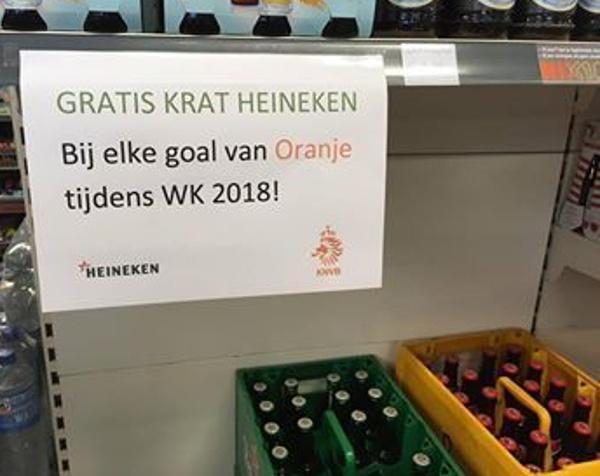 GRATIS KRAT HEINEKEN
Bij elke goal van Oranje
tijdens WK 2018!
HEINEKEN
KNVB